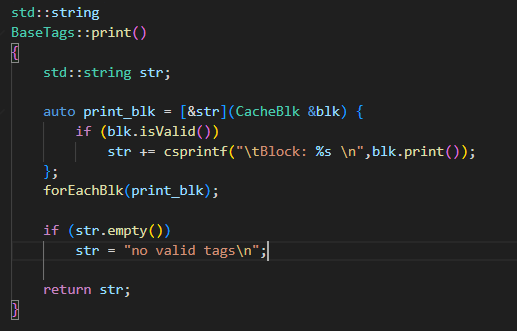 std::string
BaseTags::print()
{
    std::string str;

    auto print_blk = [&str](CacheBlk &blk) {
        if (blk.isValid())
            str += csprintf("\tBlock: %s \n",blk.print());
    };
    forEachBlk(print_blk);

    if (str.empty())
        str = "no valid tags\n";

    return str;
}